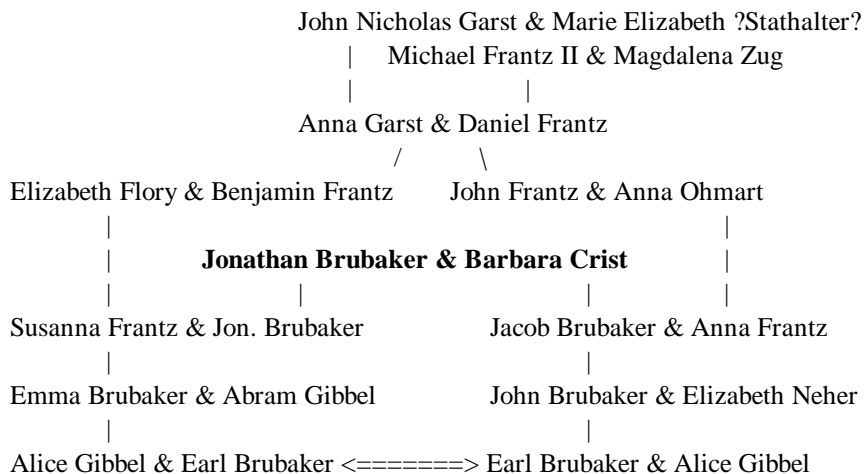 John Nicholas Garst & Marie Elizabeth ?Stathalter?
| Michael Frantz II & Magdalena Zug
| |
Anna Garst & Daniel Frantz
/ \
Elizabeth Flory & Benjamin Frantz John Frantz & Anna Ohmart
| |
| Jonathan Brubaker & Barbara Crist |
| | | |
Susanna Frantz & Jon. Brubaker Jacob Brubaker & Anna Frantz
| |
Emma Brubaker & Abram Gibbel John Brubaker & Elizabeth Neher
| |
Alice Gibbel & Earl Brubaker <=======> Earl Brubaker & Alice Gibbel